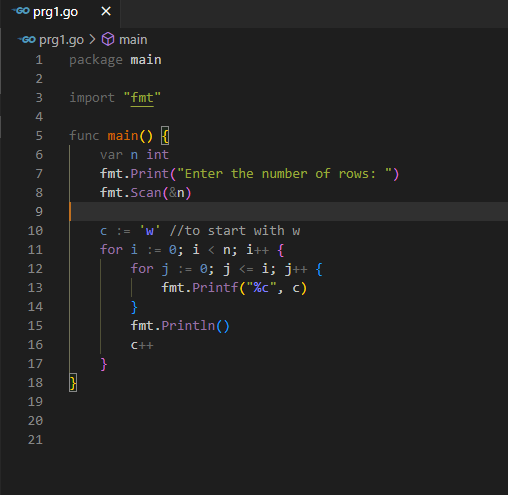 GO prg1.go ×
GO prg1.go > main
1 package main
2
3 import "fmt"
4
5 func main() {
6 var n int
7 fmt.Print("Enter the number of rows: ")
8 fmt.Scan(&n)
9
10 c := 'w' //to start with w
11 for i := 0; i < n; i++ {
12 for j := 0; j <= i; j++ {
13 fmt.Printf("%c", c)
14 }
15 fmt.Println()
16 c++
17 }
18 }
19
20
21